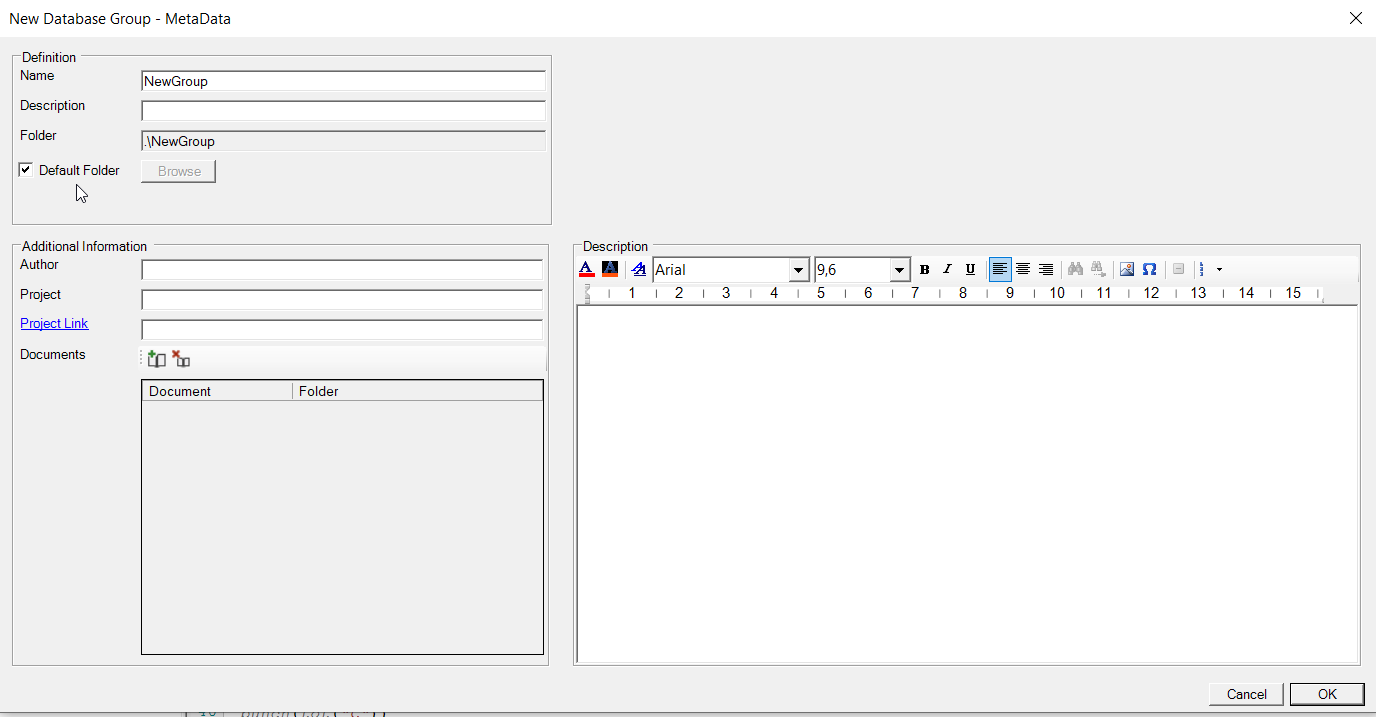 New Database Group - MetaData
Definition
Name
NewGroup
Description
Folder
.\NewGroup
Default Folder
Browse
Additional Information
Author
Project
Project Link
Documents
Document Folder
Description
A A A Arial 9,6 B I U Ω
1 2 3 4 5 6 7 8 9 10 11 12 13 14 15
Cancel OK